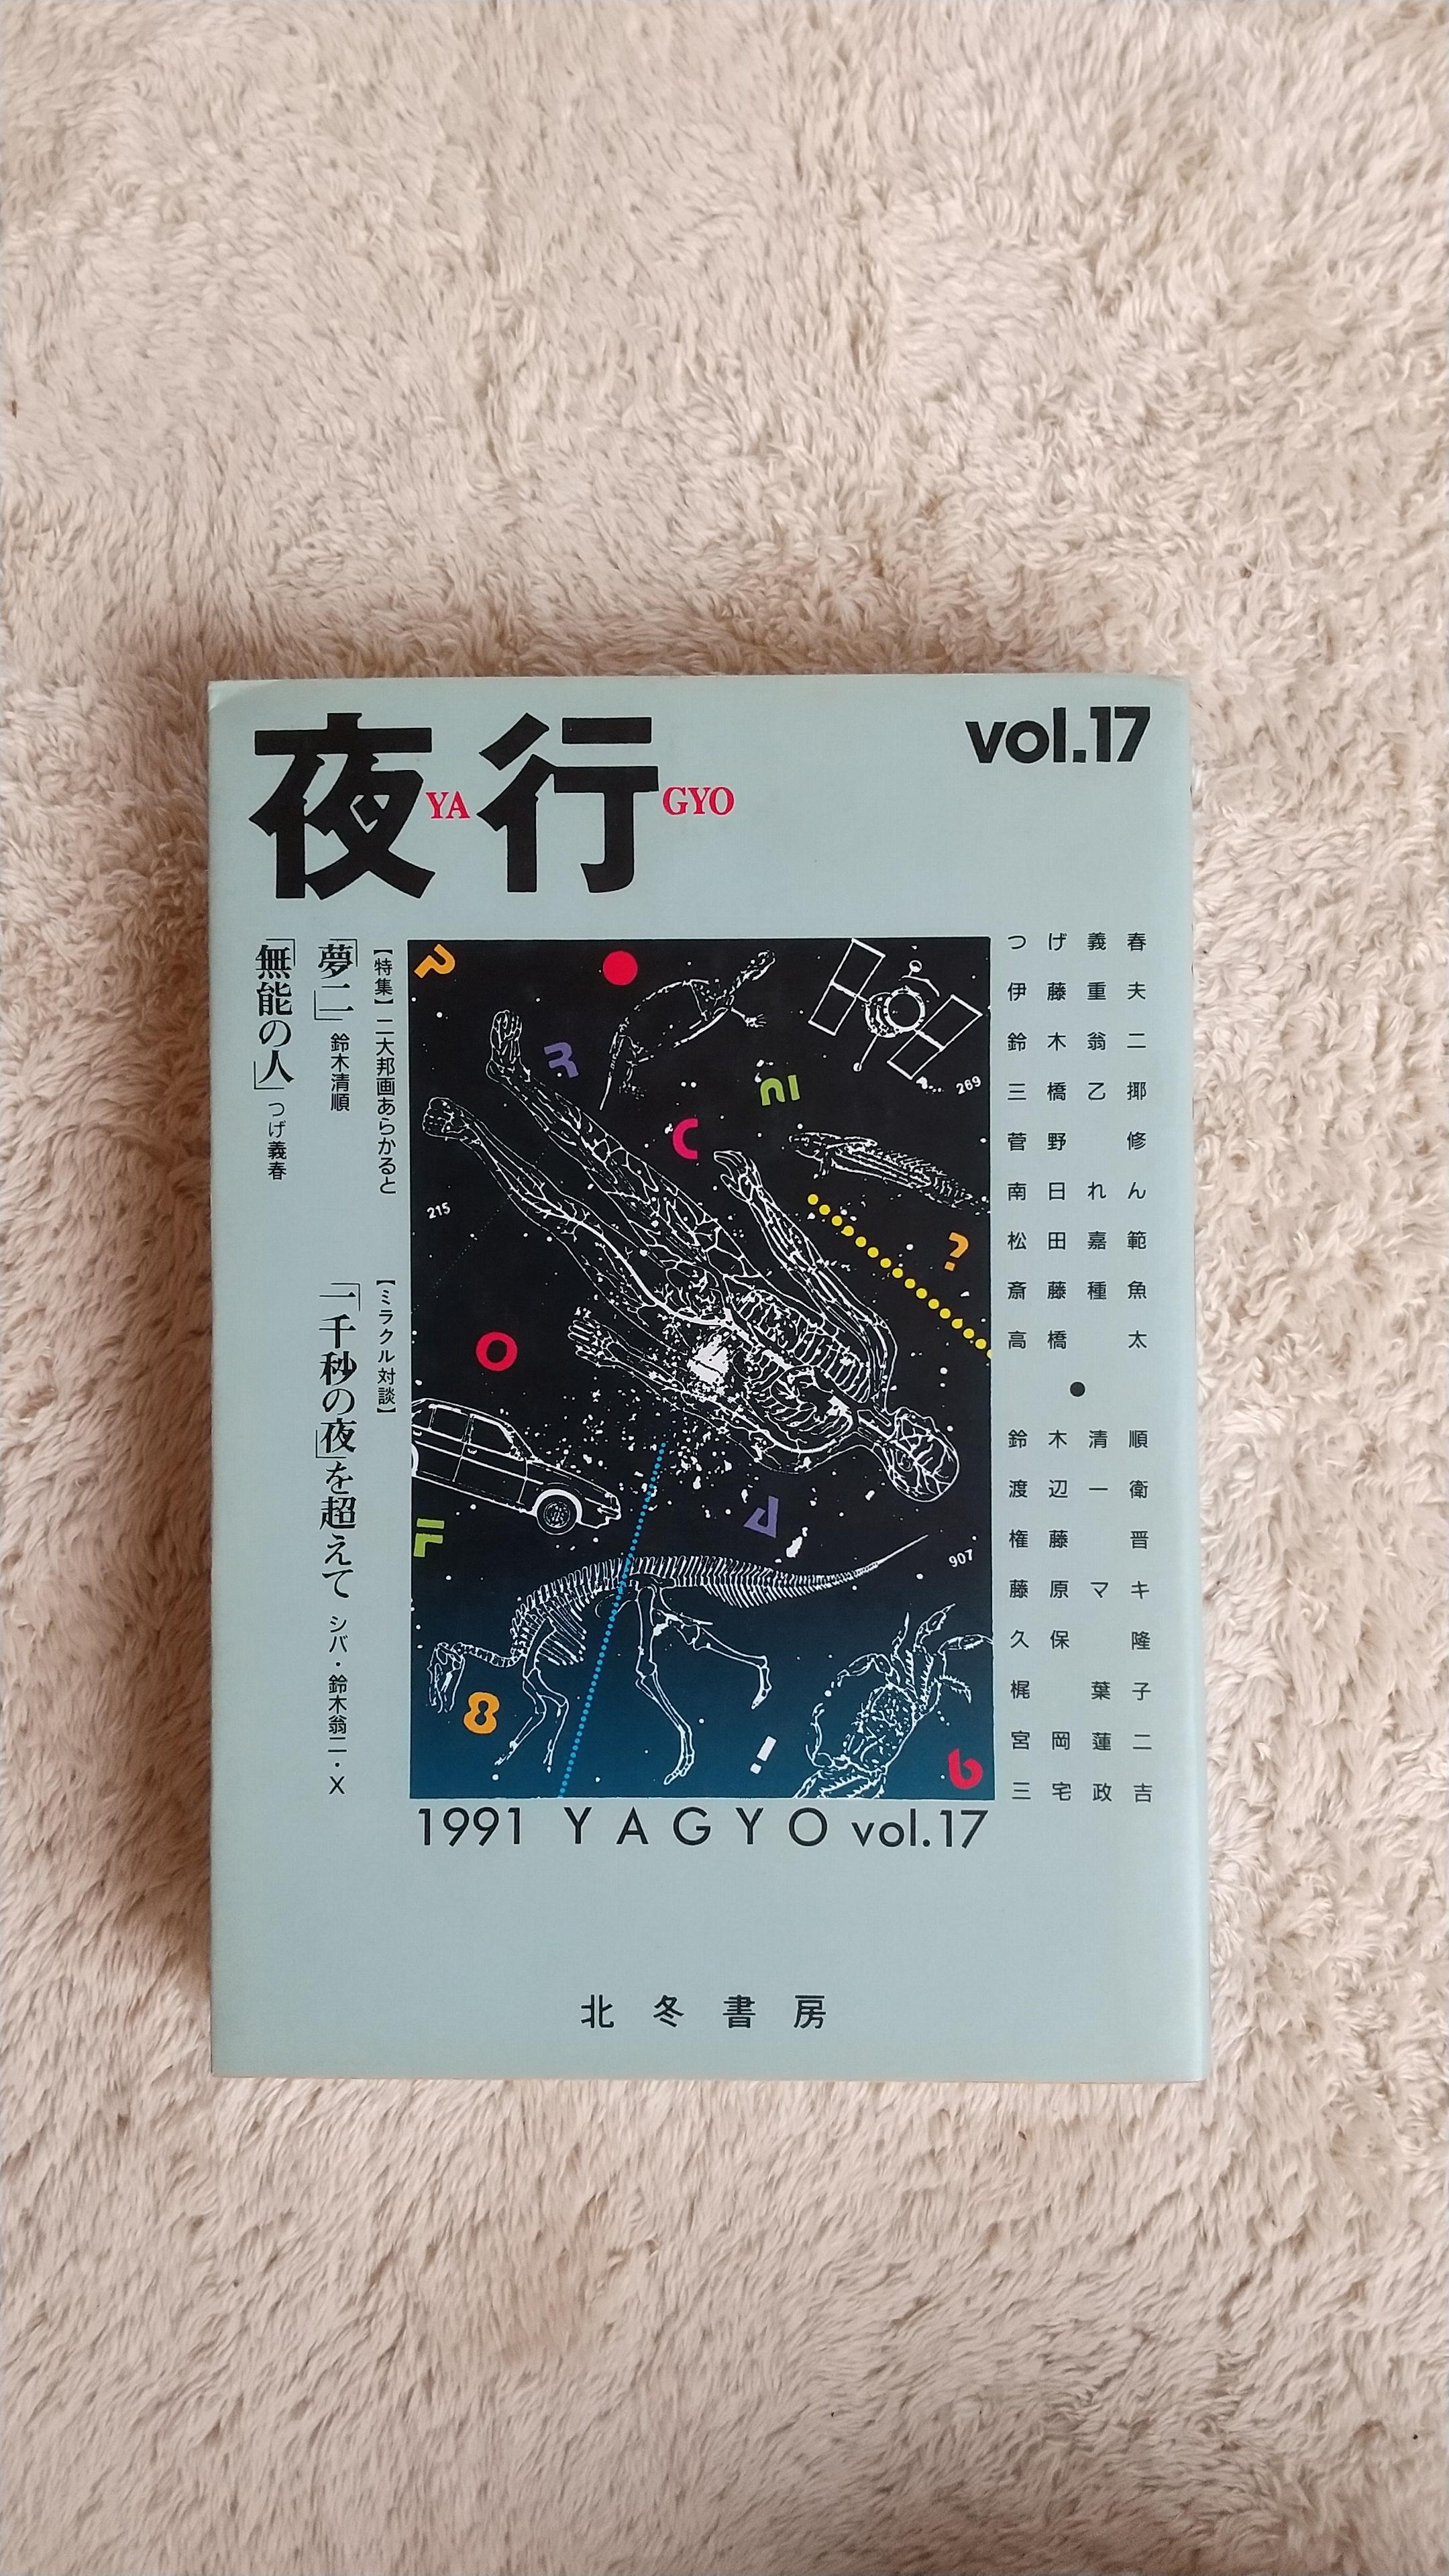 夜行
YA GYO
vol.17
【特集】二大邦画あらかると
「夢二」 鈴木清順
「無能の人」 つげ義春
【ミラクル対談】
「一千秒の夜」を超えて シバ・鈴木翁二・X
269
215
907
つげ義春
伊藤重夫
鈴木翁二
三橋乙揶
菅野 修
南日れん
松田嘉範
斎藤種魚
高橋 太
●
鈴木清順
渡辺一衛
権藤 晋
藤原マキ
久保 隆
梶 葉子
宮岡蓮二
三宅政吉
1991 YAGYO vol.17
北冬書房